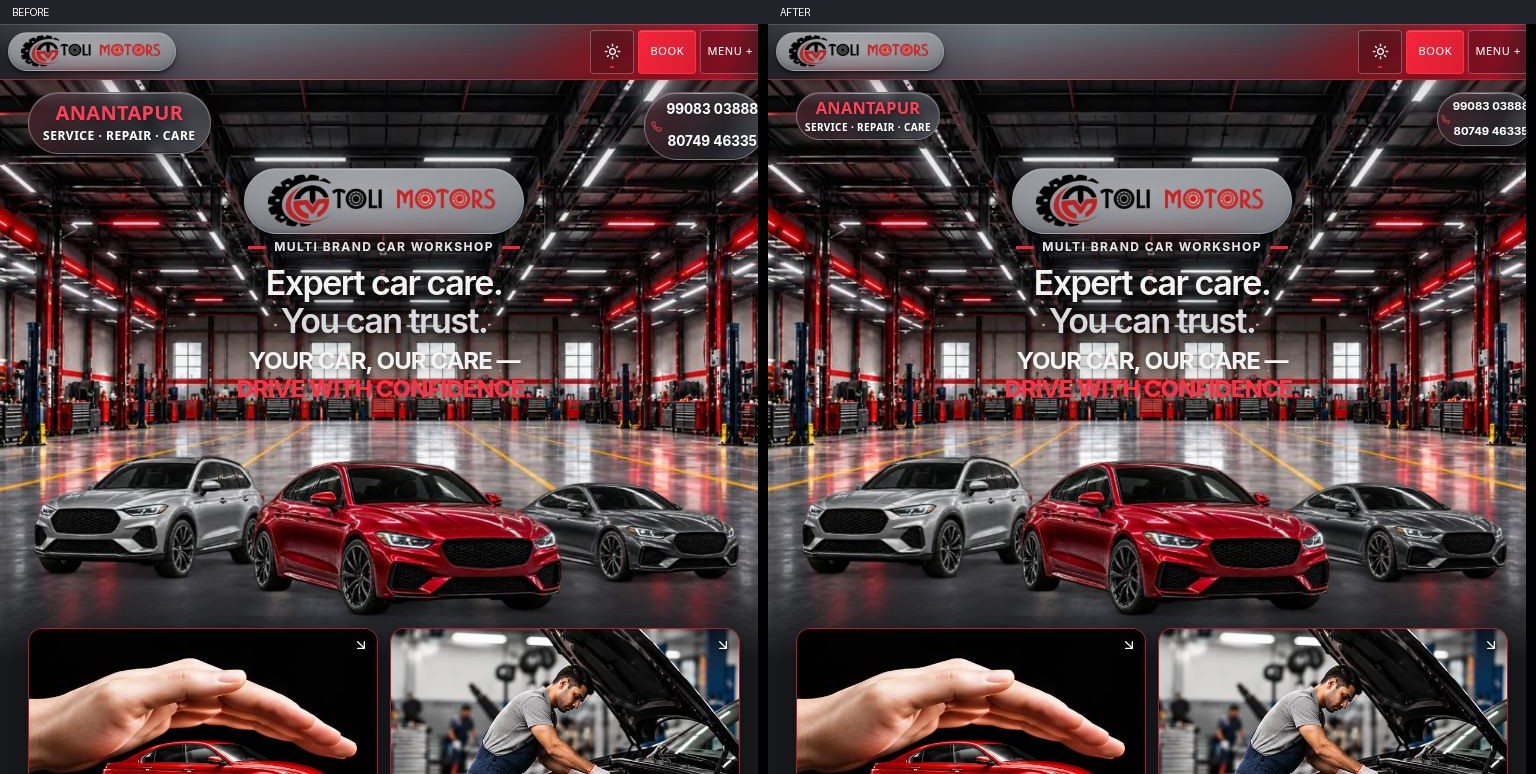 BEFORE
AFTER
TOLI MOTORS
BOOK
MENU +
TOLI MOTORS
BOOK
MENU +
ANANTAPUR
SERVICE · REPAIR · CARE
99083 03888
80749 46335
ANANTAPUR
SERVICE · REPAIR · CARE
99083 03888
80749 46335
TOLI MOTORS
MULTI BRAND CAR WORKSHOP
Expert car care.
You can trust.
YOUR CAR, OUR CARE —
DRIVE WITH CONFIDENCE.
TOLI MOTORS
MULTI BRAND CAR WORKSHOP
Expert car care.
You can trust.
YOUR CAR, OUR CARE —
DRIVE WITH CONFIDENCE.